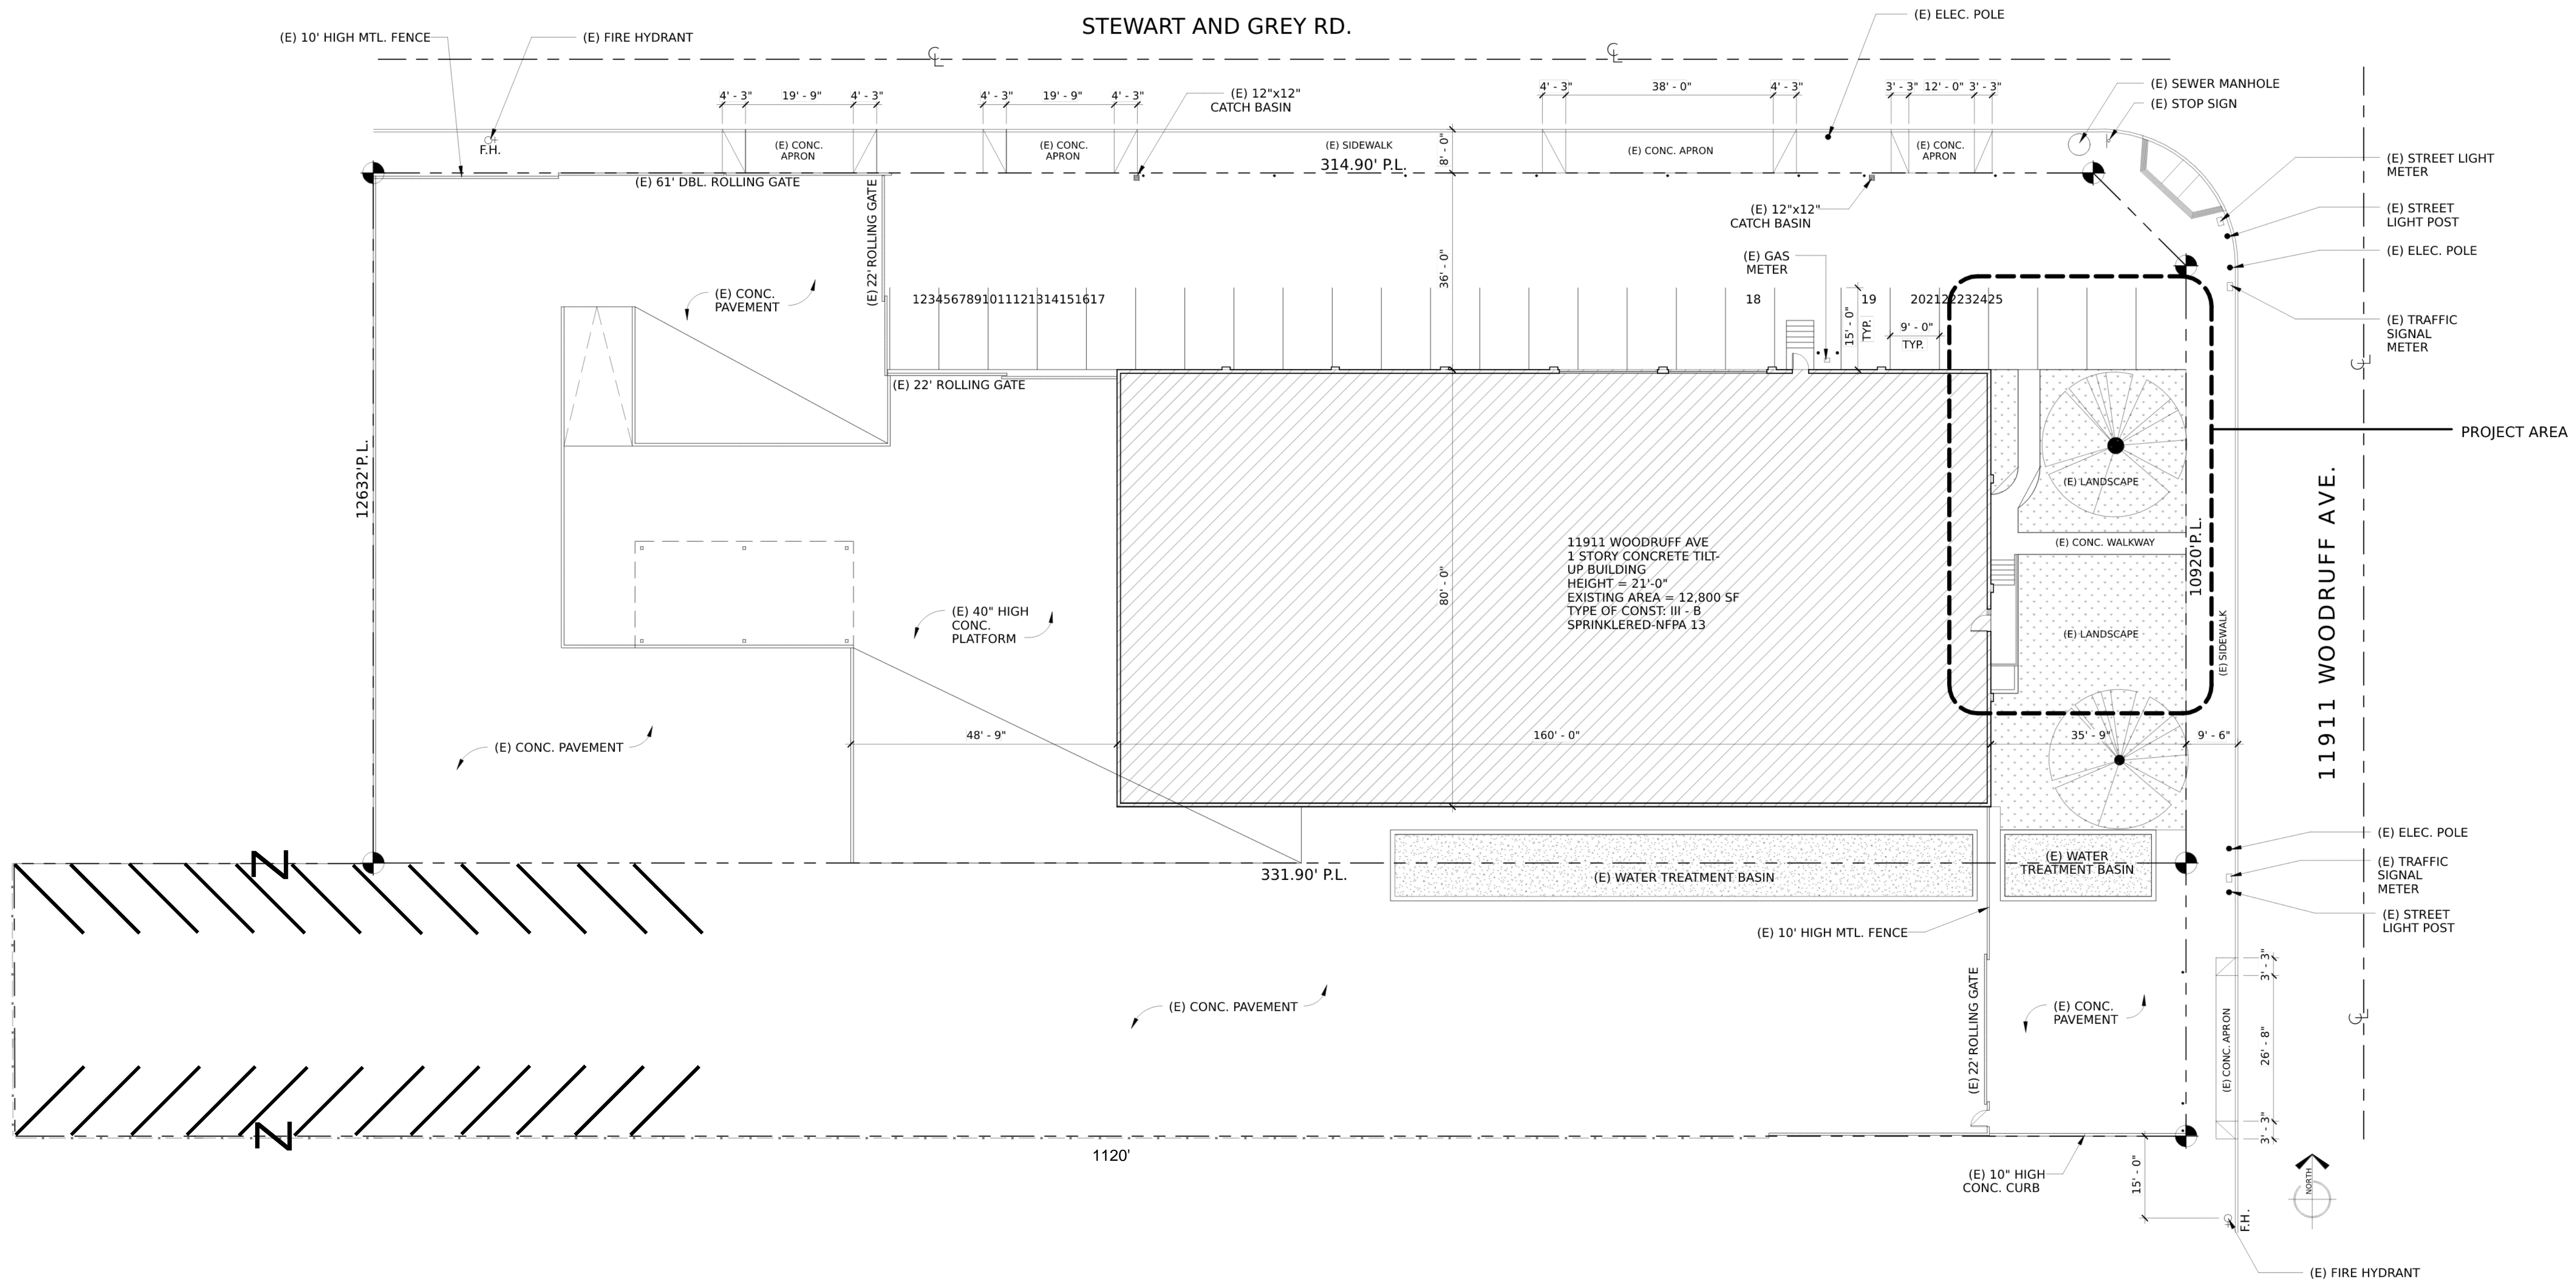 STEWART AND GREY RD.
(E) ELEC. POLE
(E) 10' HIGH MTL. FENCE
(E) FIRE HYDRANT
F.H.
4' - 3"
19' - 9"
4' - 3"
4' - 3"
19' - 9"
4' - 3"
(E) 12"x12"
CATCH BASIN
4' - 3"
38' - 0"
4' - 3"
3' - 3"
12' - 0"
3' - 3"
(E) SEWER MANHOLE
(E) STOP SIGN
(E) CONC.
APRON
(E) CONC.
APRON
(E) SIDEWALK
314.90' P.L.
8' - 0"
(E) CONC. APRON
(E) CONC.
APRON
(E) STREET LIGHT
METER
(E) STREET
LIGHT POST
(E) ELEC. POLE
(E) TRAFFIC
SIGNAL
METER
(E) 61' DBL. ROLLING GATE
(E) 22' ROLLING GATE
(E) 12"x12"
CATCH BASIN
(E) GAS
METER
36' - 0"
(E) CONC.
PAVEMENT
1234567891011121314151617
18
19
202122232425
15' - 0"
TYP.
9' - 0"
TYP.
(E) 22' ROLLING GATE
PROJECT AREA
12632'P.L.
(E) LANDSCAPE
(E) CONC. WALKWAY
10920'P.L.
11911 WOODRUFF AVE.
11911 WOODRUFF AVE
1 STORY CONCRETE TILT-
UP BUILDING
HEIGHT = 21'-0"
EXISTING AREA = 12,800 SF
TYPE OF CONST: III - B
SPRINKLERED-NFPA 13
80' - 0"
(E) 40" HIGH
CONC.
PLATFORM
(E) LANDSCAPE
(E) SIDEWALK
(E) CONC. PAVEMENT
48' - 9"
160' - 0"
35' - 9"
9' - 6"
(E) ELEC. POLE
(E) TRAFFIC
SIGNAL
METER
(E) STREET
LIGHT POST
N
331.90' P.L.
(E) WATER TREATMENT BASIN
(E) WATER
TREATMENT BASIN
(E) 10' HIGH MTL. FENCE
(E) 22' ROLLING GATE
(E) CONC. PAVEMENT
(E) CONC.
PAVEMENT
(E) CONC. APRON
3' - 3"
26' - 8"
3' - 3"
N
1120'
(E) 10" HIGH
CONC. CURB
15' - 0"
NORTH
F.H.
(E) FIRE HYDRANT